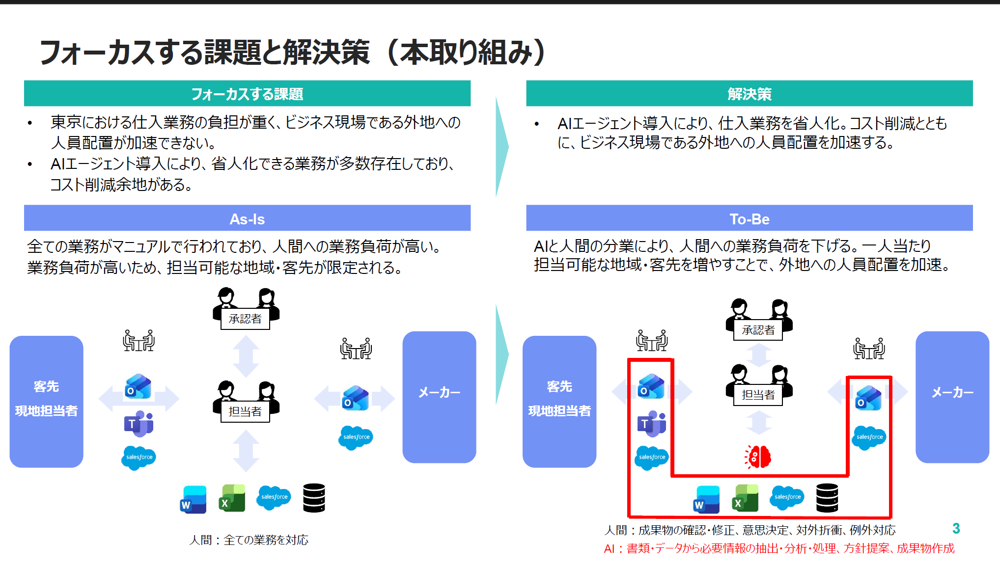 フォーカスする課題と解決策（本取り組み）
フォーカスする課題
• 東京における仕入業務の負担が重く、ビジネス現場である外地への
人員配置が加速できない。
• AIエージェント導入により、省人化できる業務が多数存在しており、
コスト削減余地がある。
解決策
• AIエージェント導入により、仕入業務を省人化。コスト削減ととも
に、ビジネス現場である外地への人員配置を加速する。
As-Is
全ての業務がマニュアルで行われており、人間への業務負荷が高い。
業務負荷が高いため、担当可能な地域・客先が限定される。
承認者
客先
現地担当者
O
T
salesforce
担当者
O
salesforce
メーカー
W
X
salesforce
人間：全ての業務を対応
To-Be
AIと人間の分業により、人間への業務負荷を下げる。一人当たり
担当可能な地域・客先を増やすことで、外地への人員配置を加速。
承認者
客先
現地担当者
O
T
salesforce
担当者
O
salesforce
メーカー
W
X
salesforce
人間：成果物の確認・修正、意思決定、対外折衝、例外対応
AI：書類・データから必要情報の抽出・分析・処理、方針提案、成果物作成
3